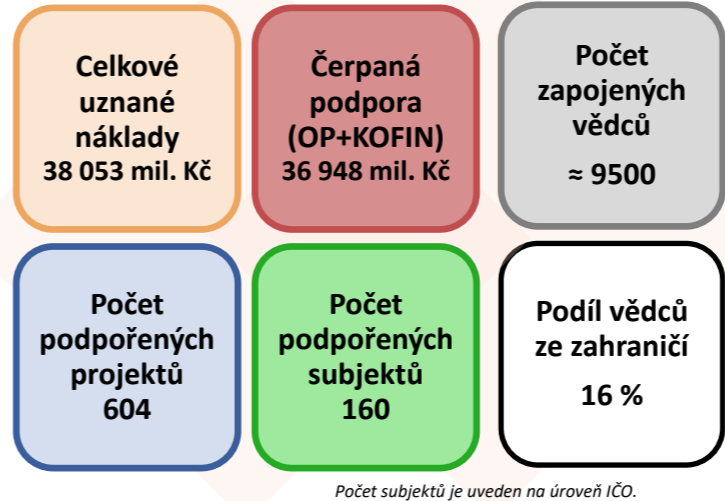 Celkové
uznané
náklady
38 053 mil. Kč
Čerpaná
podpora
(OP+KOFIN)
36 948 mil. Kč
Počet
zapojených
vědců
≈ 9500
Počet
podpořených
projektů
604
Počet
podpořených
subjektů
160
Podíl vědců
ze zahraničí
16 %
Počet subjektů je uveden na úroveň IČO.